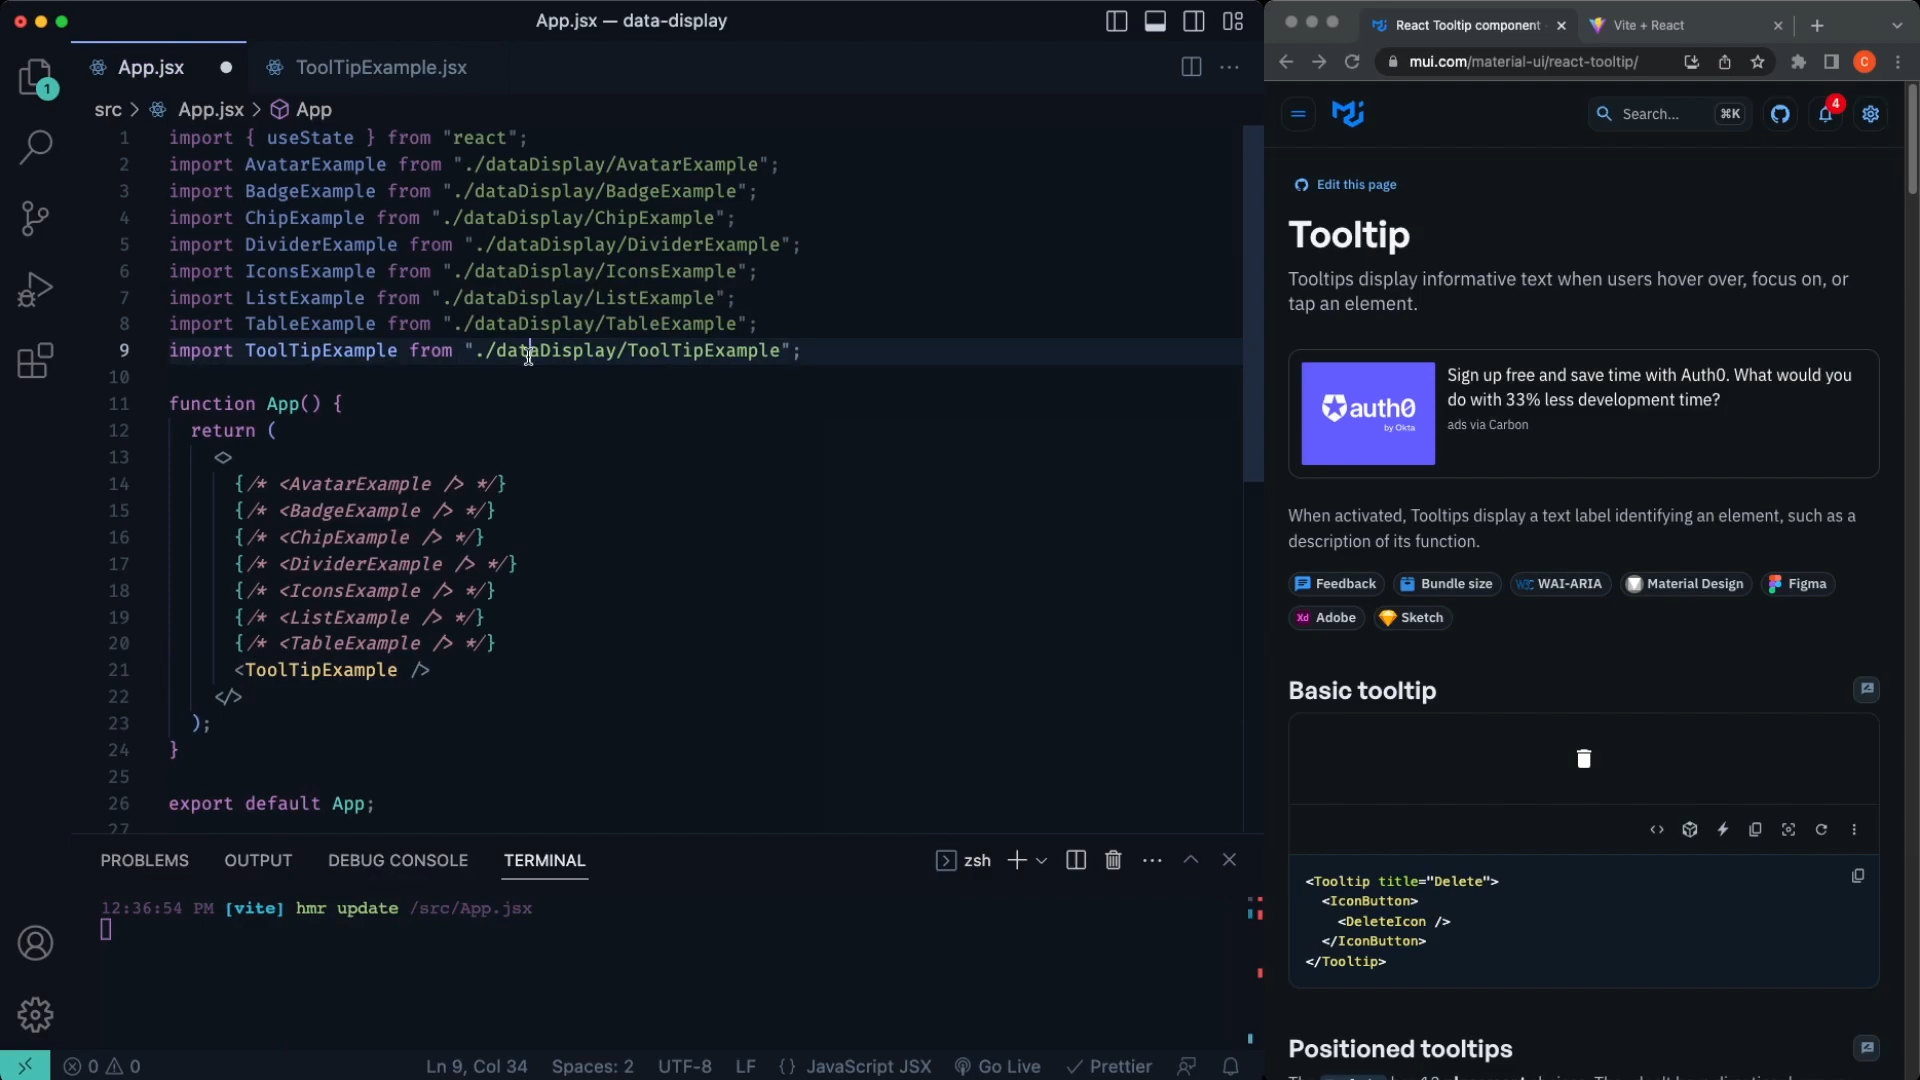 App.jsx — data-display
App.jsx
ToolTipExample.jsx
1
src > App.jsx > App
1 import { useState } from "react";
2 import AvatarExample from "./dataDisplay/AvatarExample";
3 import BadgeExample from "./dataDisplay/BadgeExample";
4 import ChipExample from "./dataDisplay/ChipExample";
5 import DividerExample from "./dataDisplay/DividerExample";
6 import IconsExample from "./dataDisplay/IconsExample";
7 import ListExample from "./dataDisplay/ListExample";
8 import TableExample from "./dataDisplay/TableExample";
9 import ToolTipExample from "./dataDisplay/ToolTipExample";
10
11 function App() {
12 return (
13 <>
14 {/* <AvatarExample /> */}
15 {/* <BadgeExample /> */}
16 {/* <ChipExample /> */}
17 {/* <DividerExample /> */}
18 {/* <IconsExample /> */}
19 {/* <ListExample /> */}
20 {/* <TableExample /> */}
21 <ToolTipExample />
22 </>
23 );
24 }
25
26 export default App;
27
PROBLEMS OUTPUT DEBUG CONSOLE TERMINAL
zsh
12:36:54 PM [vite] hmr update /src/App.jsx
0 0
Ln 9, Col 34 Spaces: 2 UTF-8 LF {} JavaScript JSX Go Live Prettier
React Tooltip component
Vite + React
mui.com/material-ui/react-tooltip/
C
Search... ⌘K
4
Edit this page
Tooltip
Tooltips display informative text when users hover over, focus on, or
tap an element.
auth0
by Okta
Sign up free and save time with Auth0. What would you
do with 33% less development time?
ads via Carbon
When activated, Tooltips display a text label identifying an element, such as a
description of its function.
Feedback Bundle size W3C WAI-ARIA Material Design Figma
Xd Adobe Sketch
Basic tooltip
<Tooltip title="Delete">
<IconButton>
<DeleteIcon />
</IconButton>
</Tooltip>
Positioned tooltips